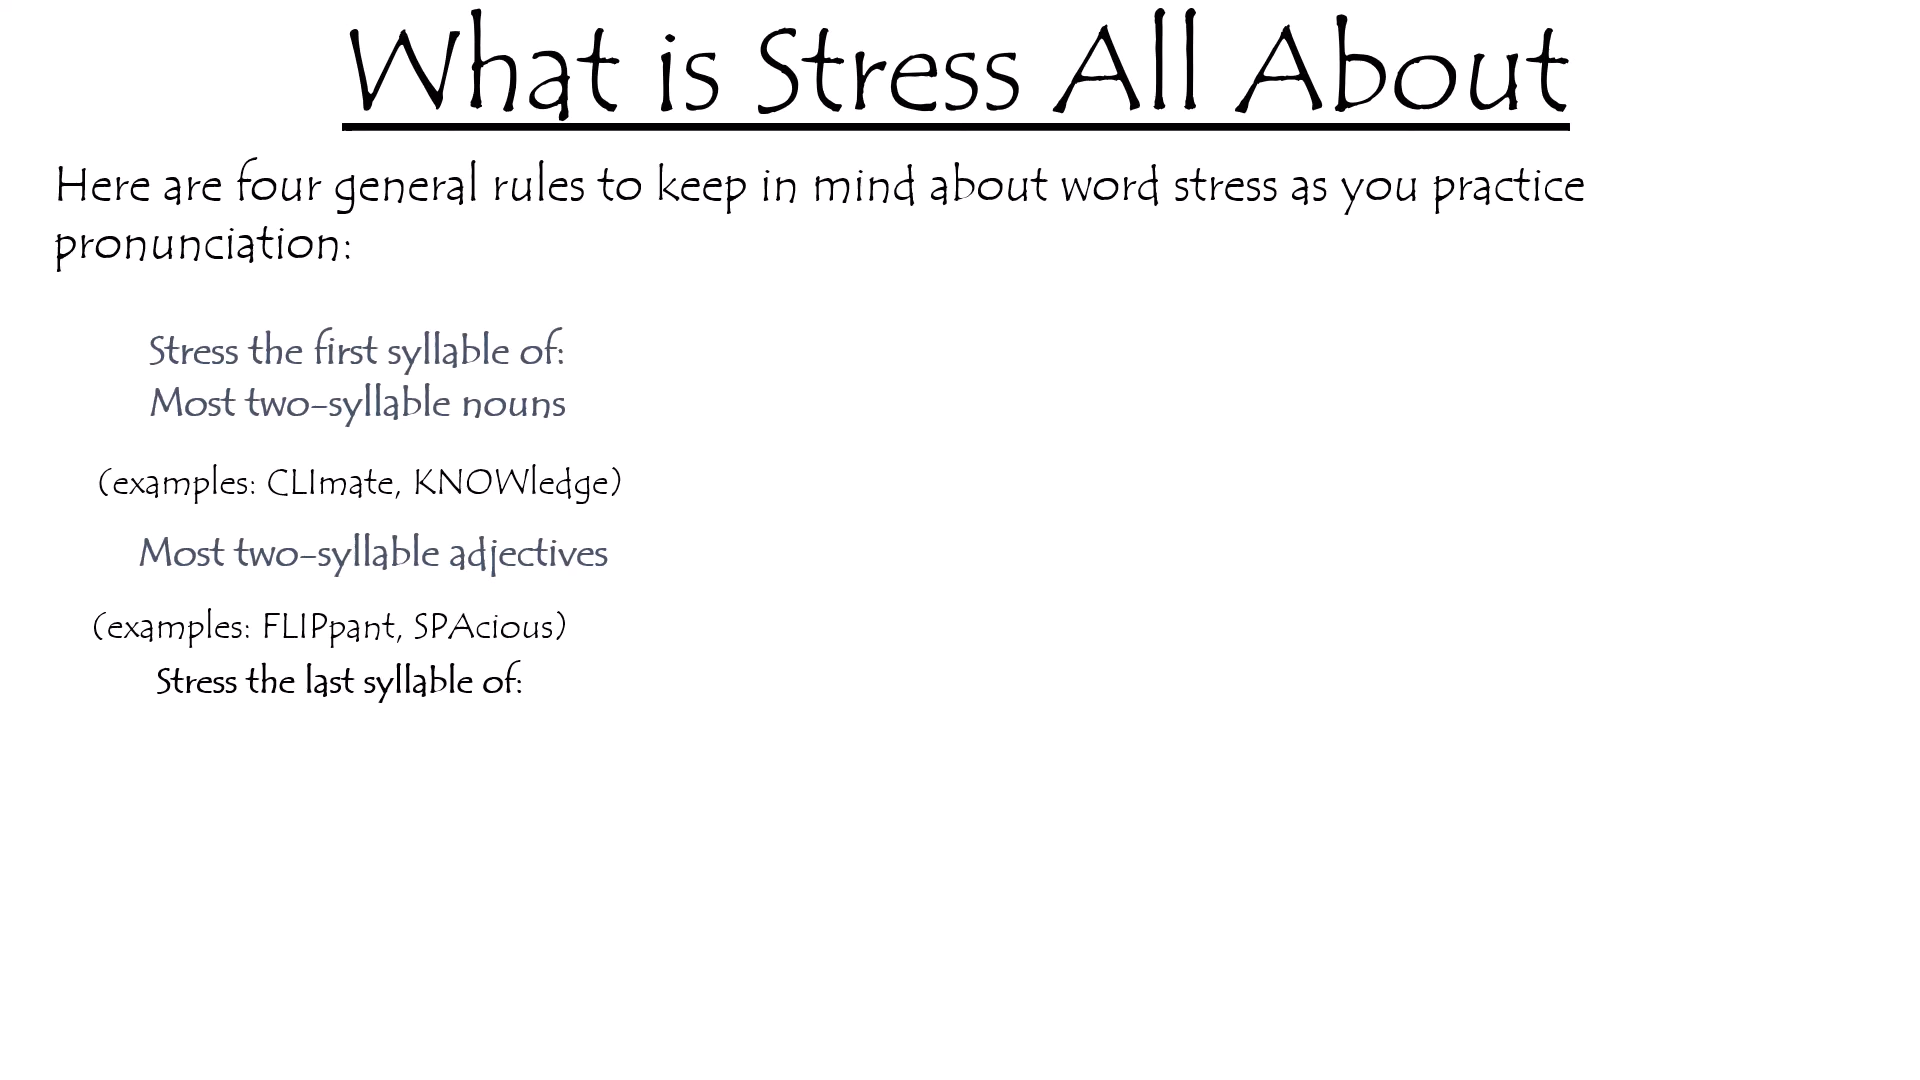 What is Stress All About
Here are four general rules to keep in mind about word stress as you practice
pronunciation:
Stress the first syllable of:
Most two-syllable nouns
(examples: CLImate, KNOWledge)
Most two-syllable adjectives
(examples: FLIPpant, SPAcious)
Stress the last syllable of: